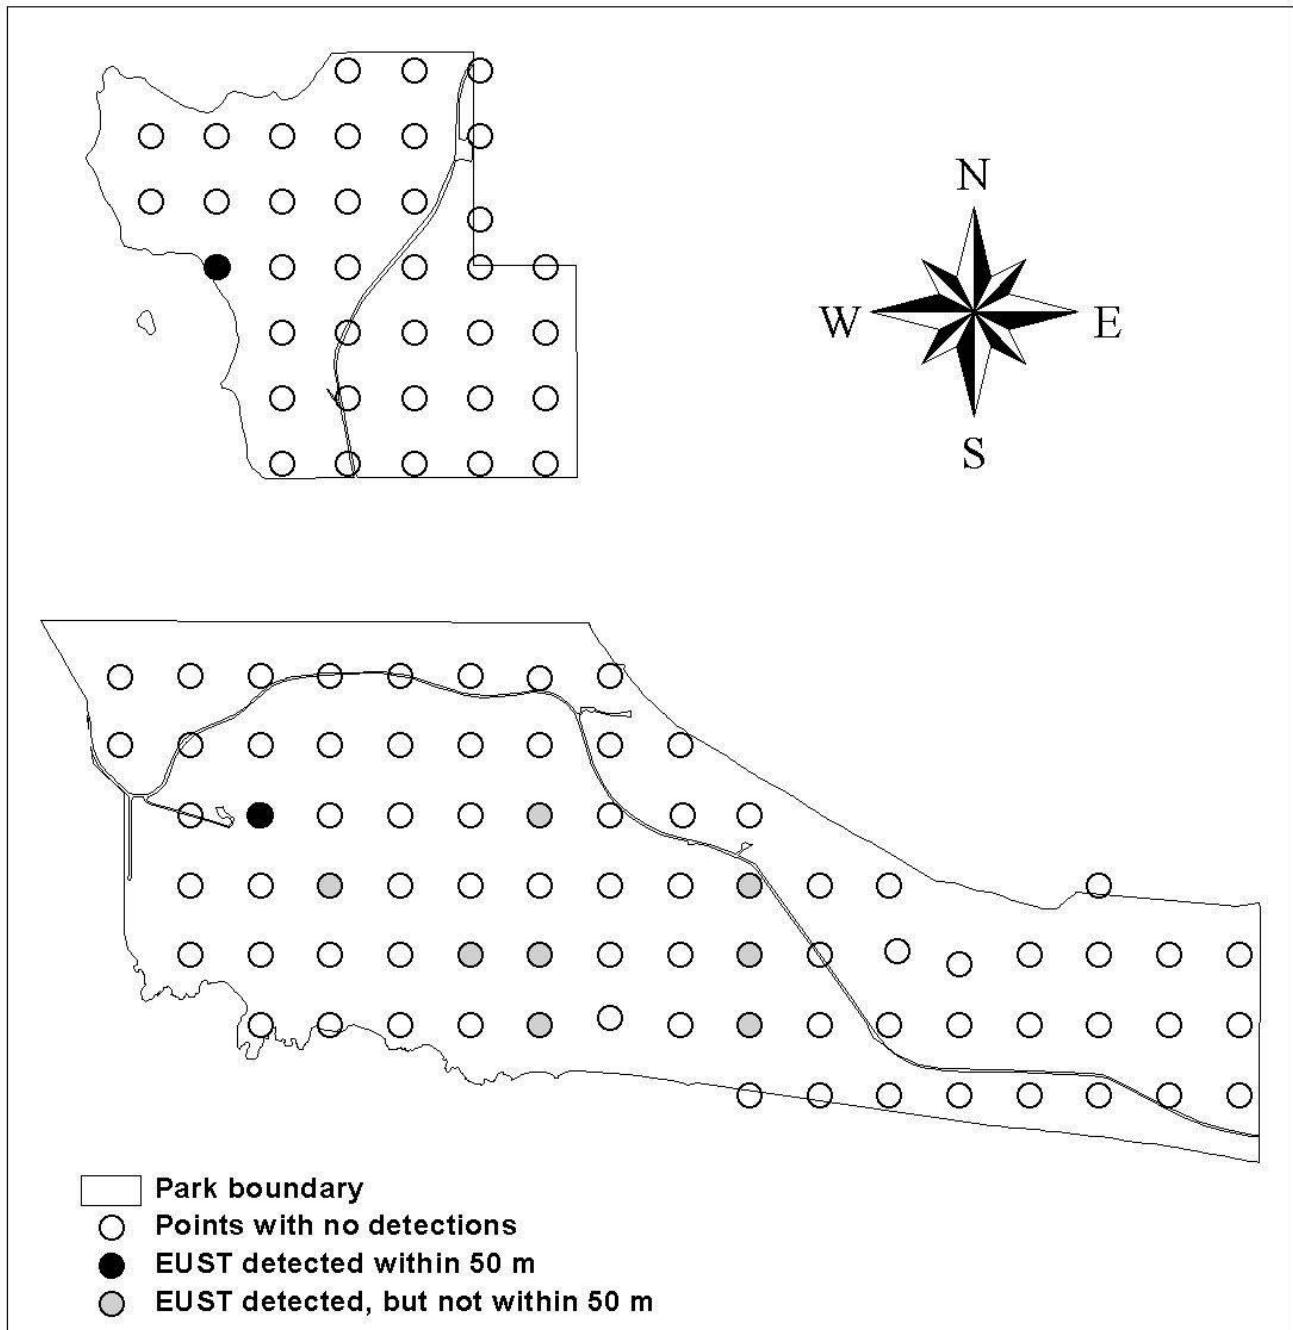 N
W E
S
Park boundary
Points with no detections
EUST detected within 50 m
EUST detected, but not within 50 m